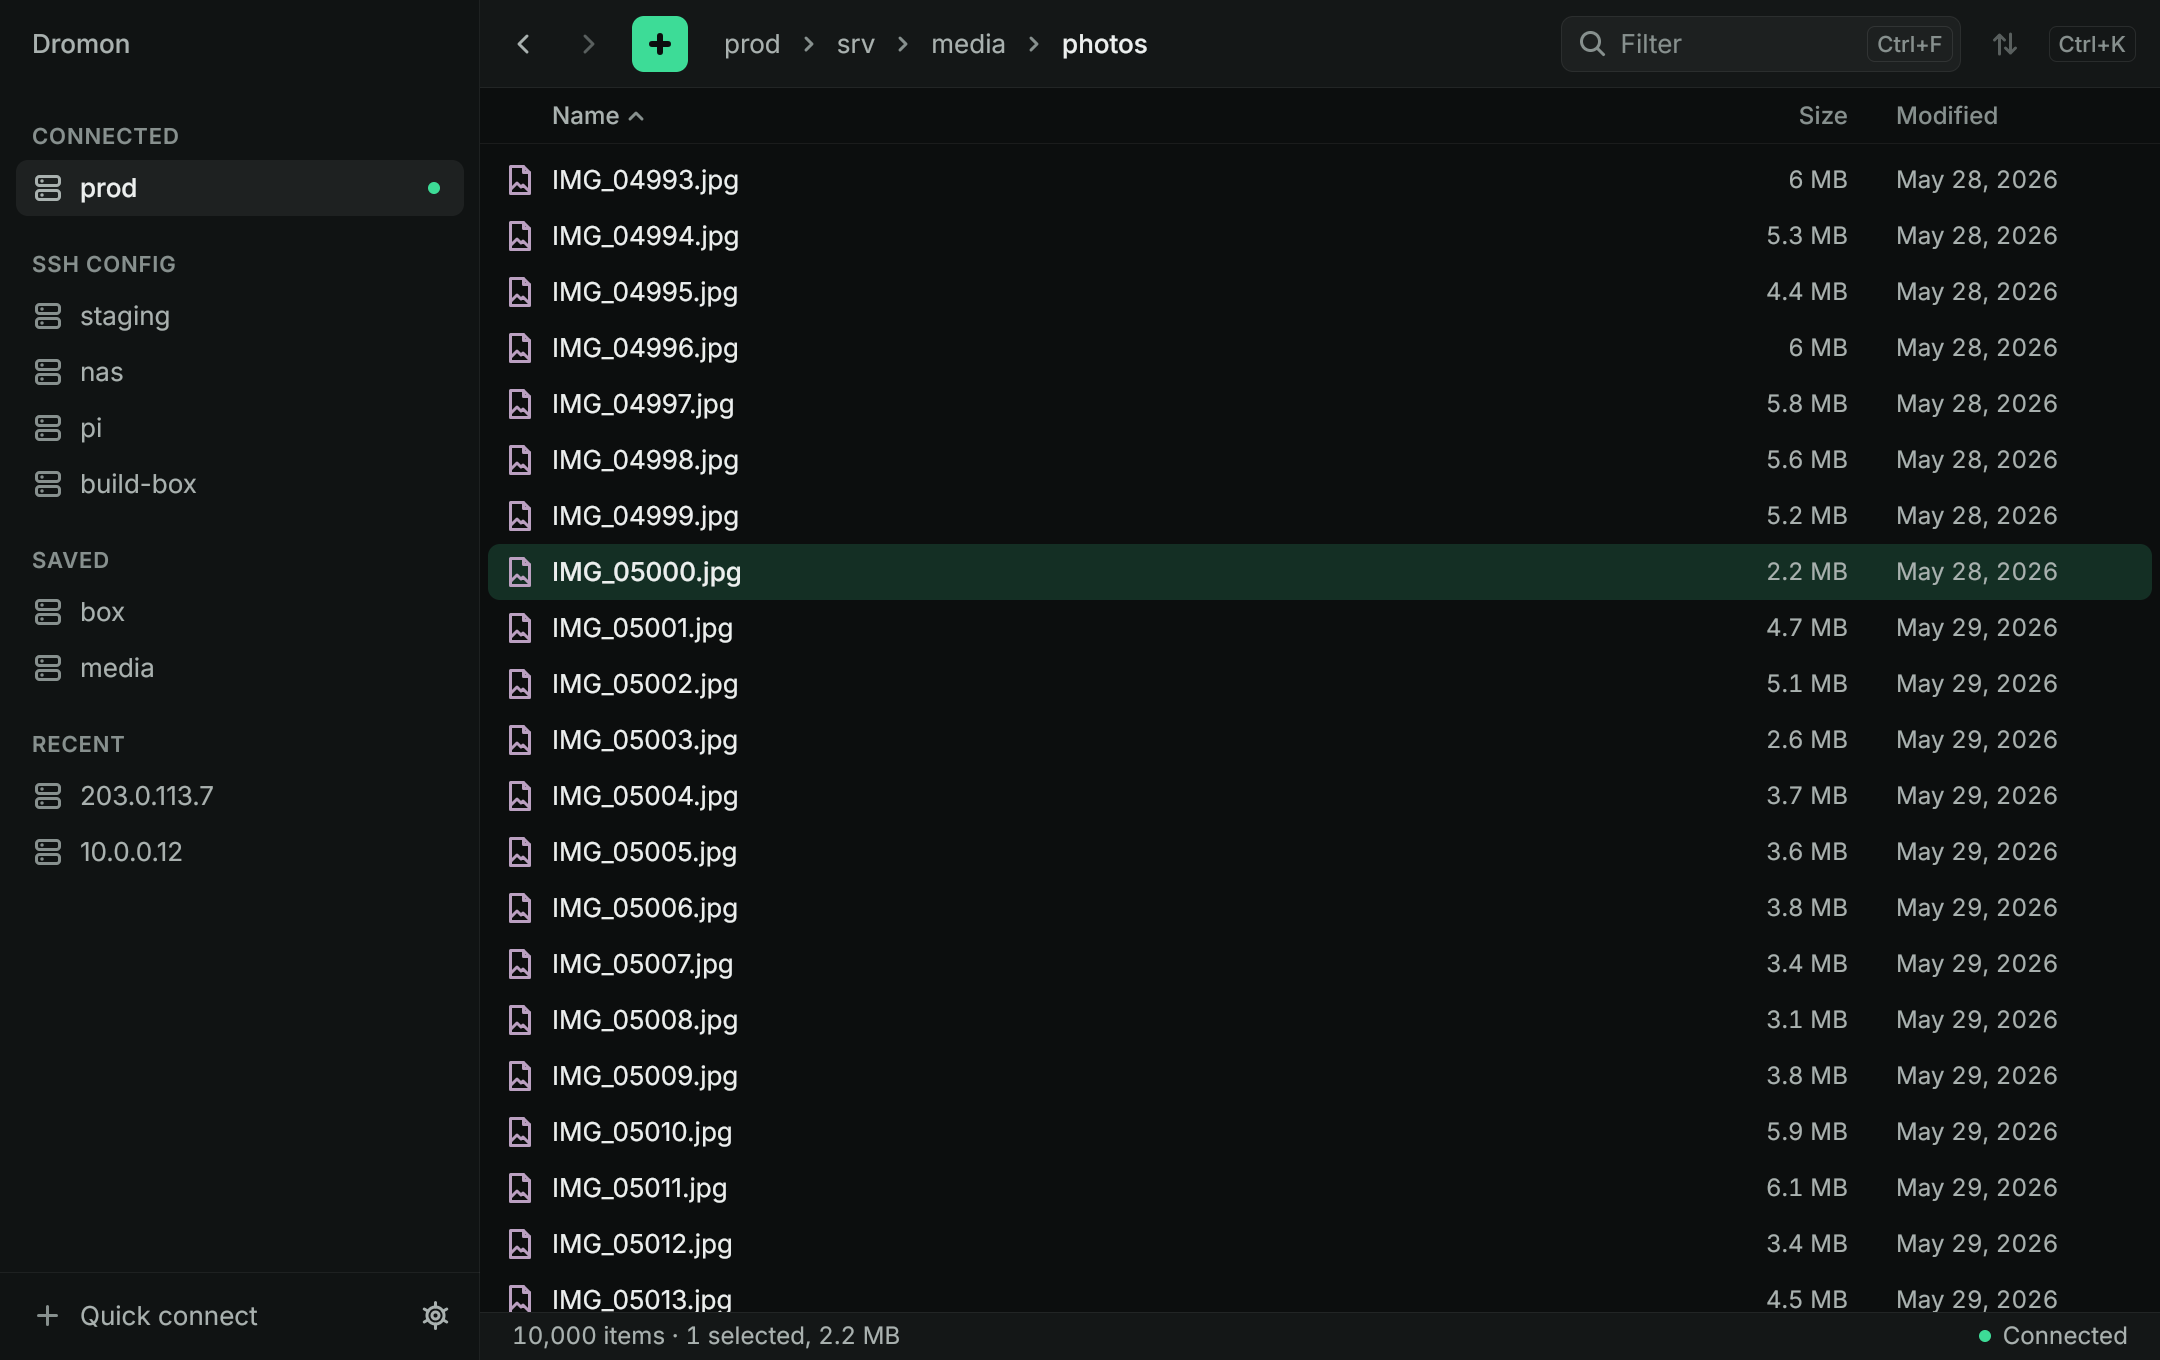 Dromon
CONNECTED
prod
SSH CONFIG
staging
nas
pi
build-box
SAVED
box
media
RECENT
203.0.113.7
10.0.0.12
Quick connect
prod srv media photos
Filter Ctrl+F Ctrl+K
Name Size Modified
IMG_04993.jpg 6 MB May 28, 2026
IMG_04994.jpg 5.3 MB May 28, 2026
IMG_04995.jpg 4.4 MB May 28, 2026
IMG_04996.jpg 6 MB May 28, 2026
IMG_04997.jpg 5.8 MB May 28, 2026
IMG_04998.jpg 5.6 MB May 28, 2026
IMG_04999.jpg 5.2 MB May 28, 2026
IMG_05000.jpg 2.2 MB May 28, 2026
IMG_05001.jpg 4.7 MB May 29, 2026
IMG_05002.jpg 5.1 MB May 29, 2026
IMG_05003.jpg 2.6 MB May 29, 2026
IMG_05004.jpg 3.7 MB May 29, 2026
IMG_05005.jpg 3.6 MB May 29, 2026
IMG_05006.jpg 3.8 MB May 29, 2026
IMG_05007.jpg 3.4 MB May 29, 2026
IMG_05008.jpg 3.1 MB May 29, 2026
IMG_05009.jpg 3.8 MB May 29, 2026
IMG_05010.jpg 5.9 MB May 29, 2026
IMG_05011.jpg 6.1 MB May 29, 2026
IMG_05012.jpg 3.4 MB May 29, 2026
IMG_05013.jpg 4.5 MB May 29, 2026
10,000 items · 1 selected, 2.2 MB
Connected